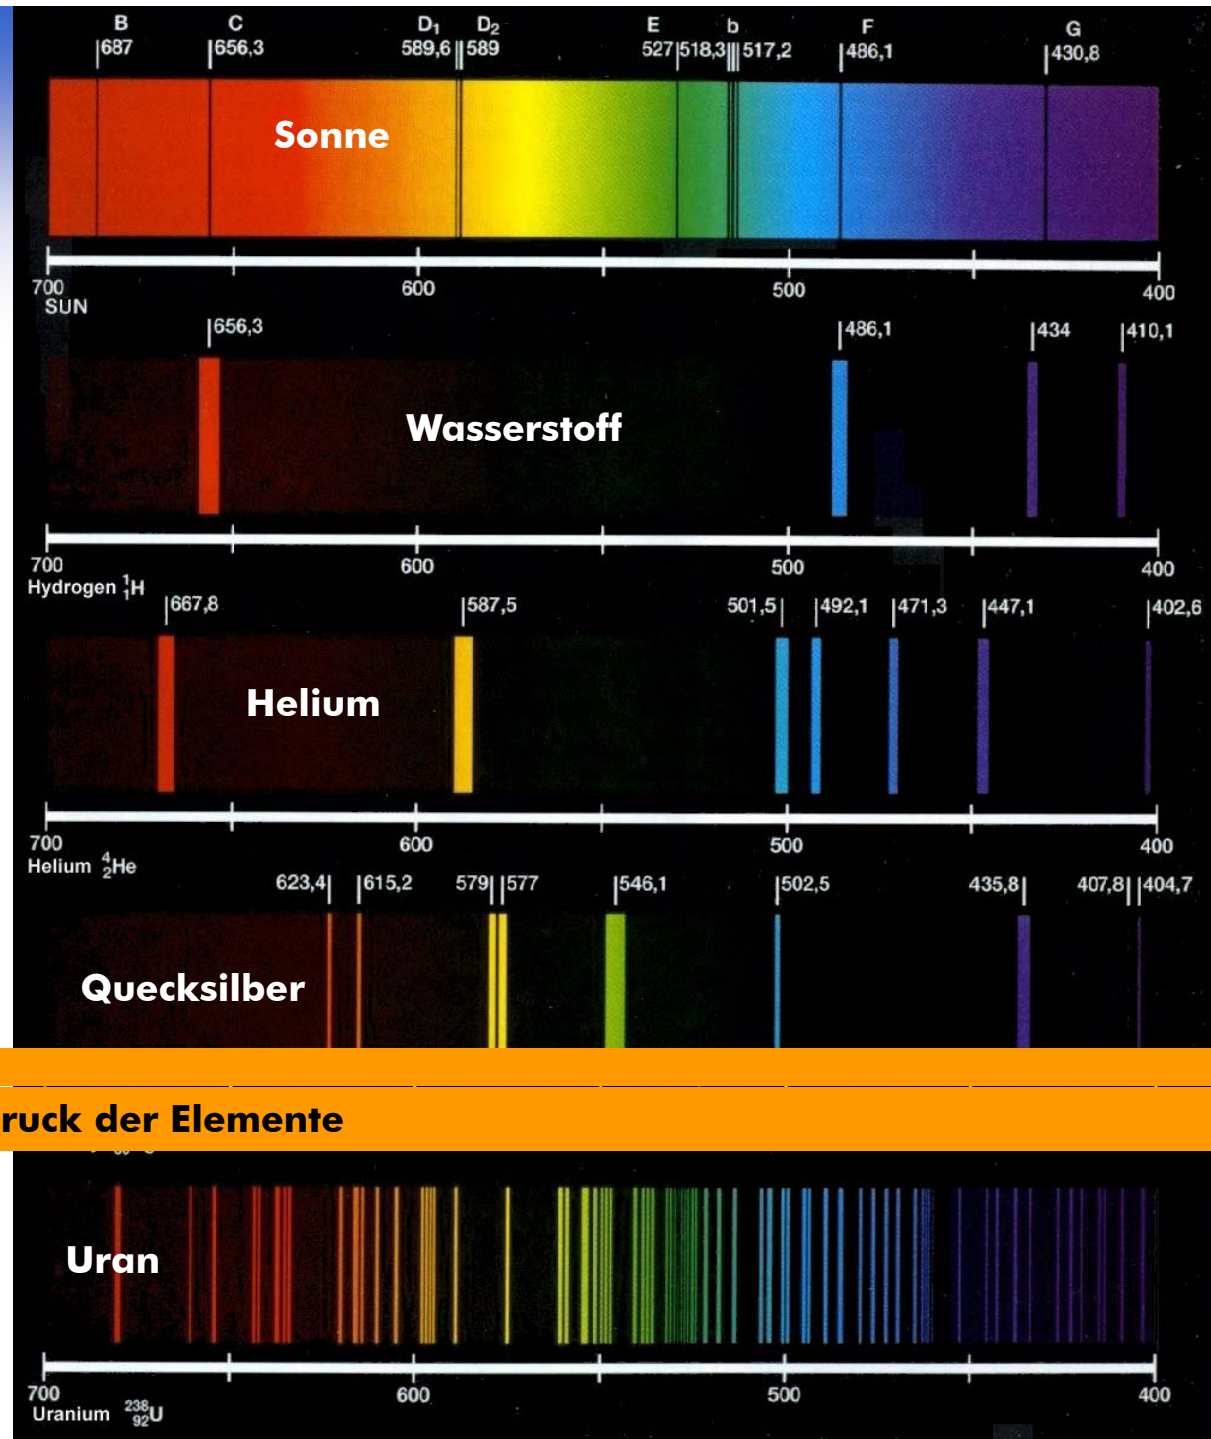 B C D₁ D₂ E b F G
687 656,3 589,6 589 527 518,3 517,2 486,1 430,8
Sonne
700 600 500 400
SUN
656,3 486,1 434 410,1
Wasserstoff
700 600 500 400
Hydrogen ¹₁H
667,8 587,5 501,5 492,1 471,3 447,1 402,6
Helium
700 600 500 400
Helium ⁴₂He
623,4 615,2 579 577 546,1 502,5 435,8 407,8 404,7
Quecksilber
ruck der Elemente
Uran
700 600 500 400
Uranium ²³⁸₉₂U